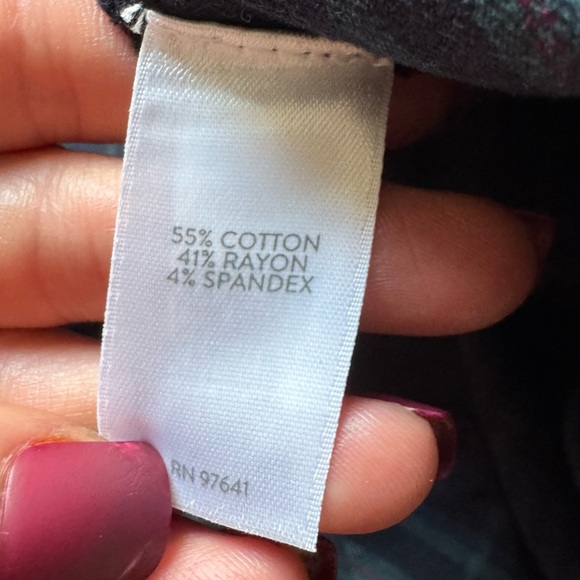 55% COTTON
41% RAYON
4% SPANDEX
RN 97641